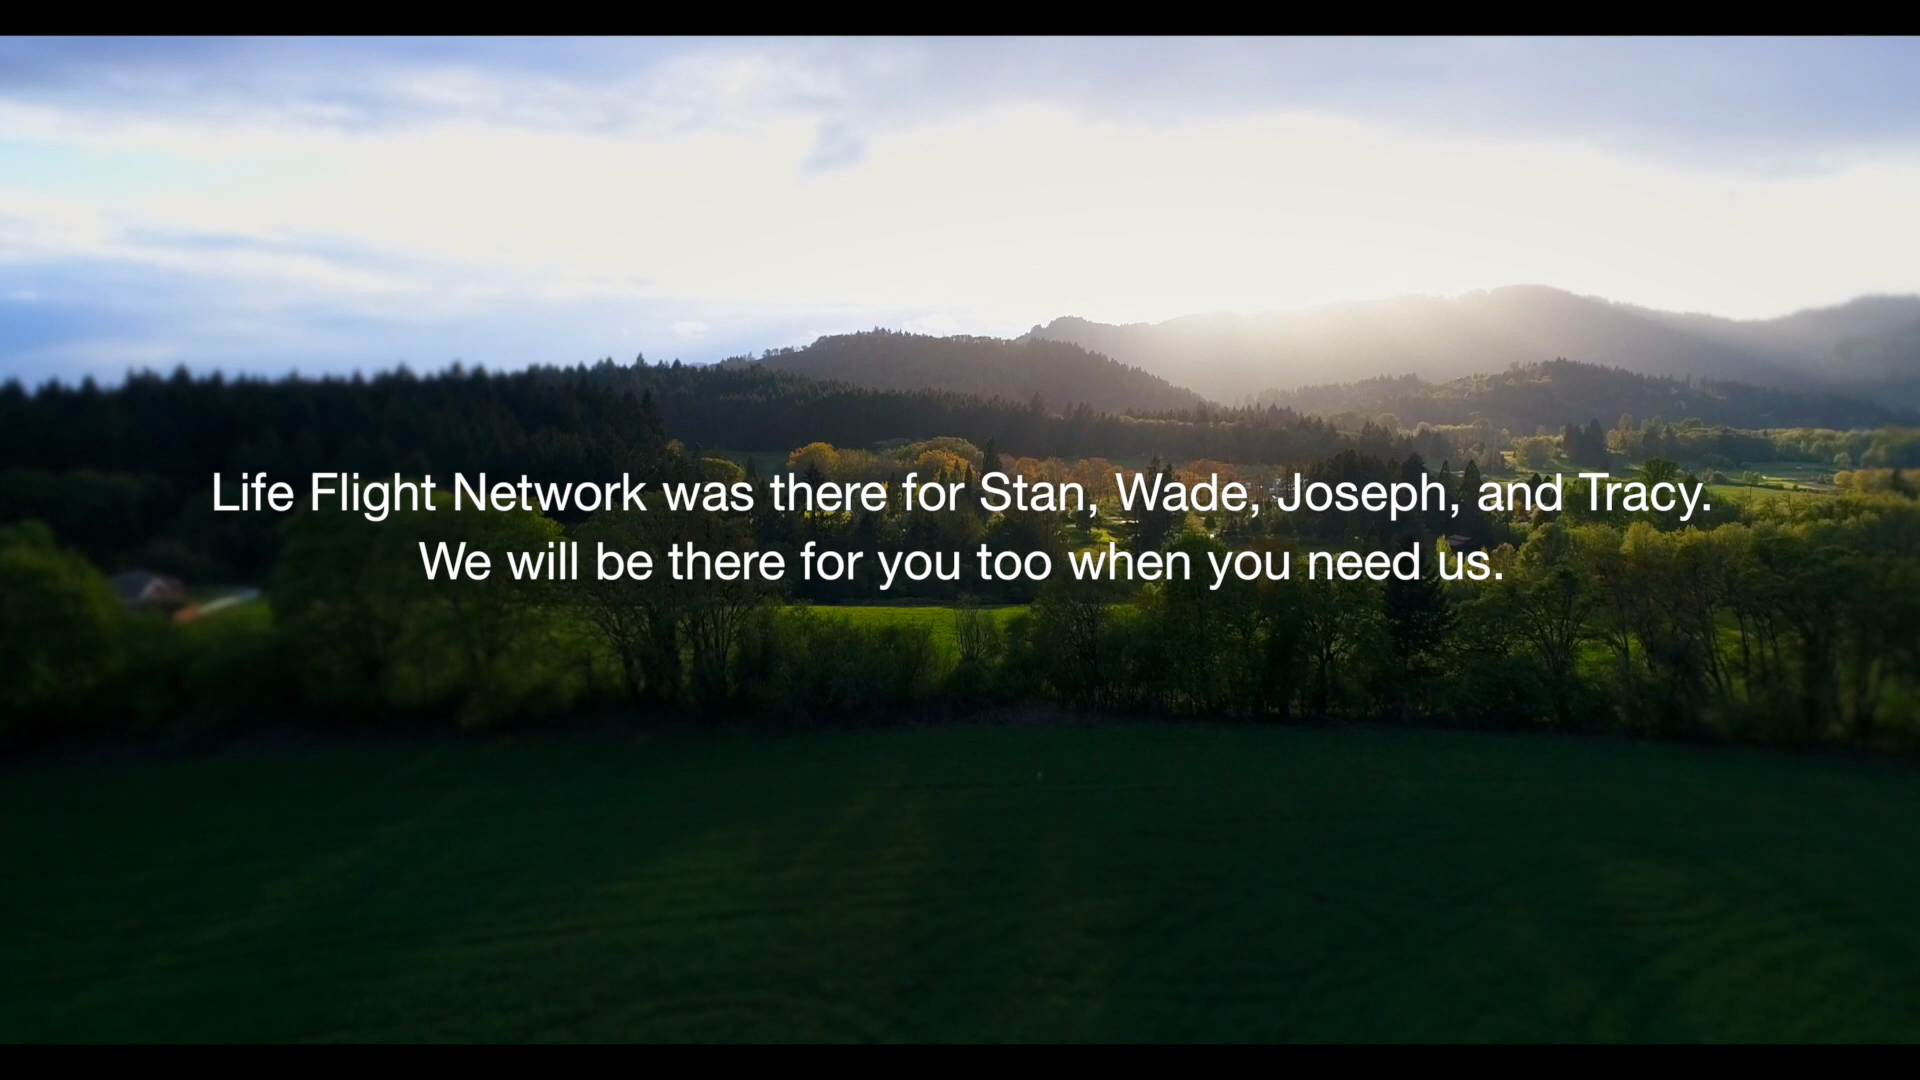 Life Flight Network was there for Stan, Wade, Joseph, and Tracy.
We will be there for you too when you need us.